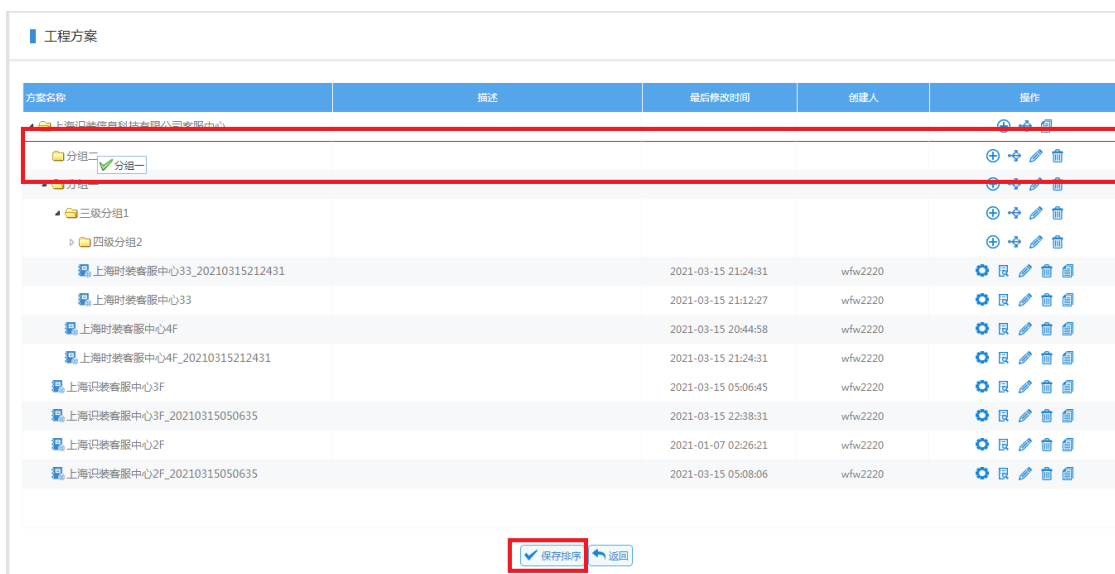 工程方案
方案名称 描述 最后修改时间 创建人 操作
上海识装信息科技有限公司客服中心
分组二
分组一
分组一
三级分组1
四级分组2
上海时装客服中心33_20210315212431 2021-03-15 21:24:31 wfw2220
上海时装客服中心33 2021-03-15 21:12:27 wfw2220
上海时装客服中心4F 2021-03-15 20:44:58 wfw2220
上海时装客服中心4F_20210315212431 2021-03-15 21:24:31 wfw2220
上海识装客服中心3F 2021-03-15 05:06:45 wfw2220
上海识装客服中心3F_20210315050635 2021-03-15 22:38:31 wfw2220
上海识装客服中心2F 2021-01-07 02:26:21 wfw2220
上海识装客服中心2F_20210315050635 2021-03-15 05:08:06 wfw2220
保存排序 返回